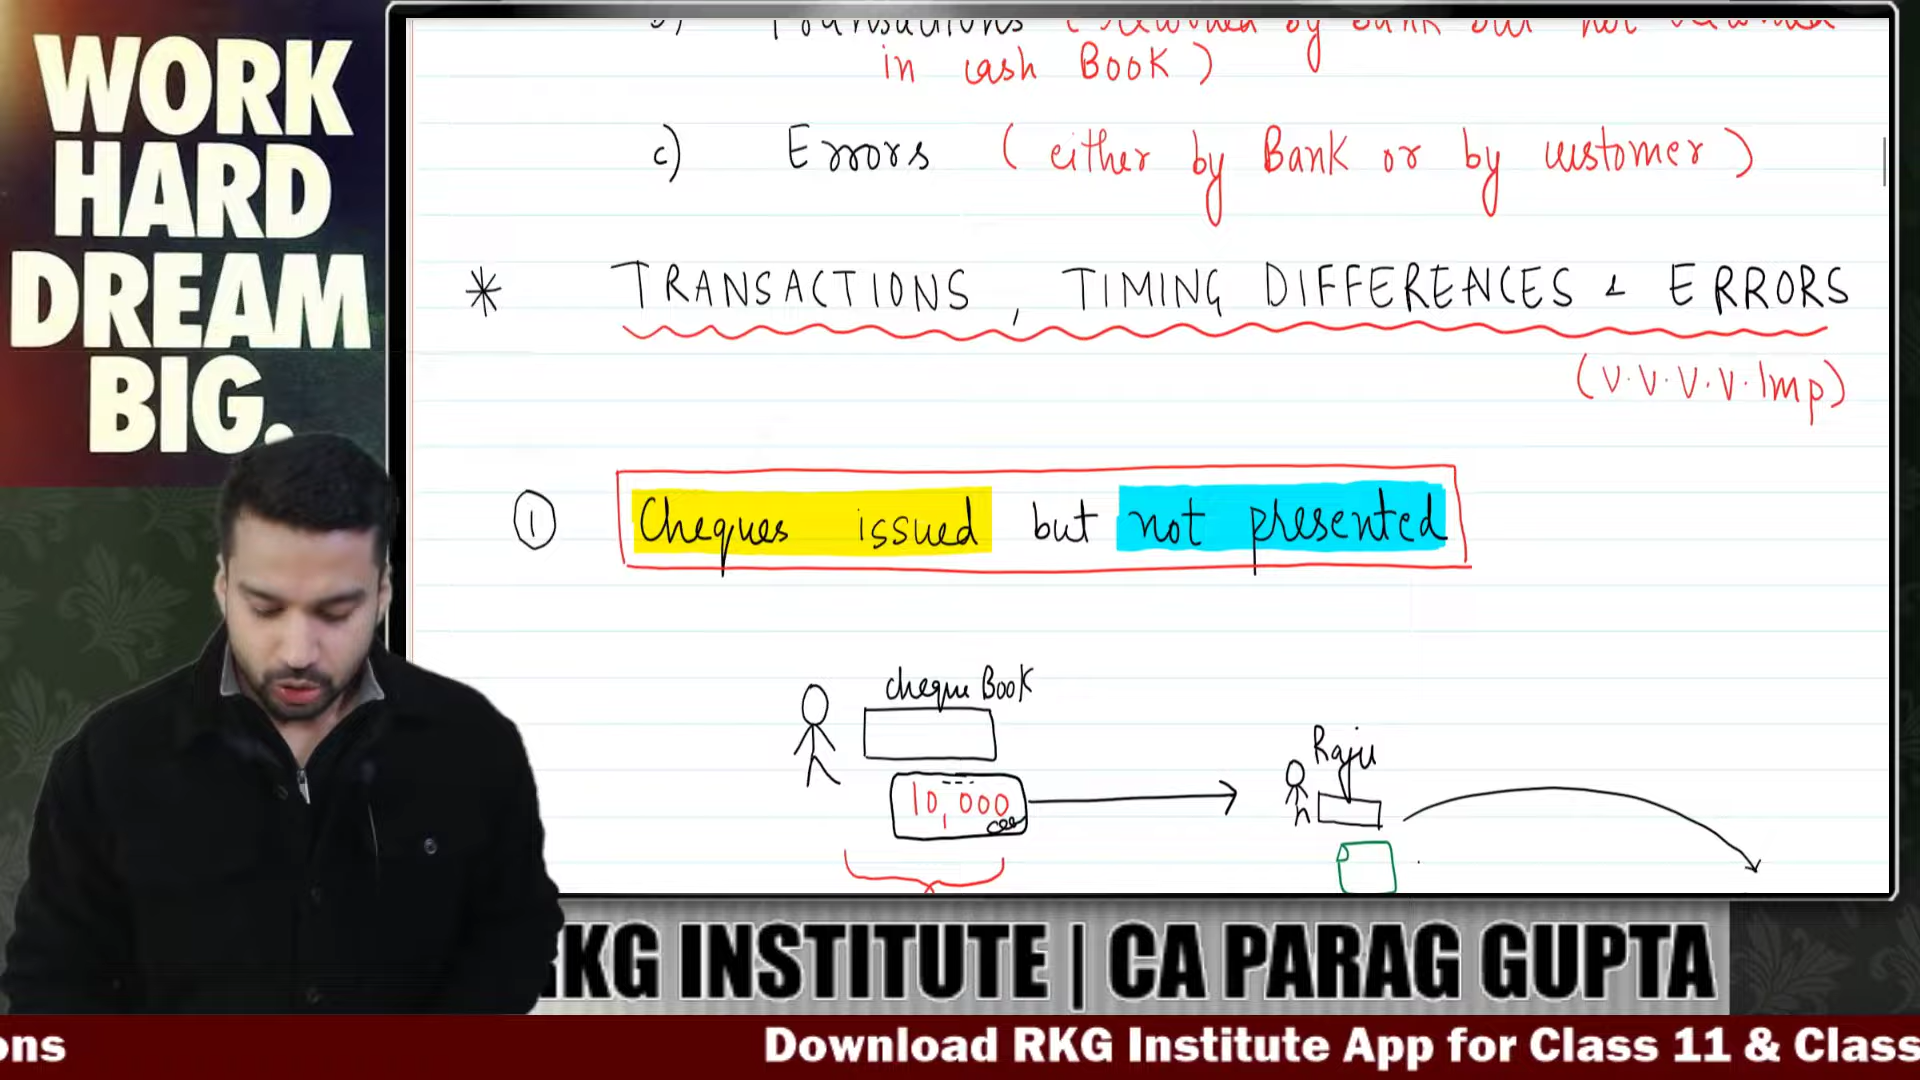 WORK
HARD
DREAM
BIG.
in cash Book )
c) Errors ( either by Bank or by customer )
* TRANSACTIONS , TIMING DIFFERENCES & ERRORS
(V.V.V.V.Imp)
① Cheques issued but not presented
cheque Book
Raju
10,000
RKG INSTITUTE | CA PARAG GUPTA
ons Download RKG Institute App for Class 11 & Class